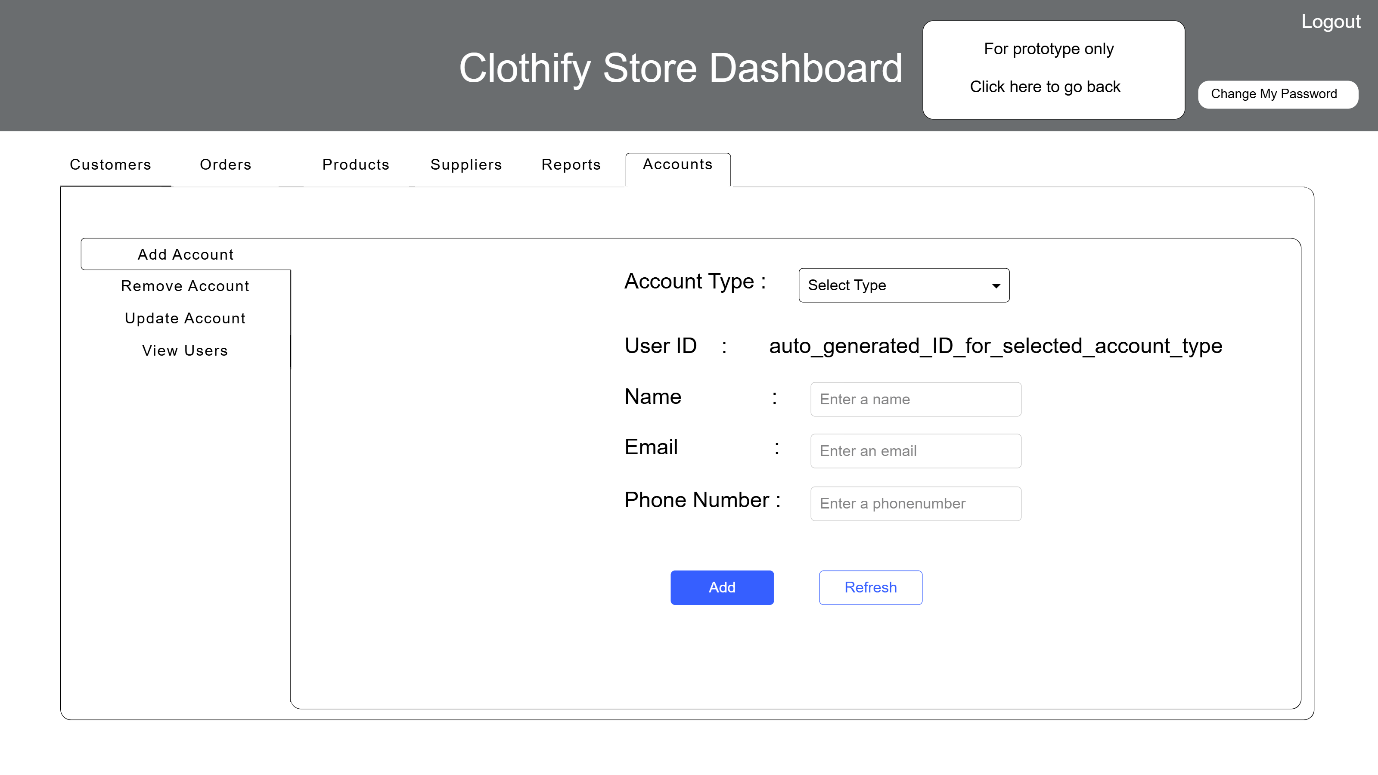 Logout
Clothify Store Dashboard
For prototype only
Click here to go back
Change My Password
Customers Orders Products Suppliers Reports Accounts
Add Account
Remove Account
Update Account
View Users
Account Type : Select Type
User ID : auto_generated_ID_for_selected_account_type
Name : Enter a name
Email : Enter an email
Phone Number : Enter a phonenumber
Add Refresh